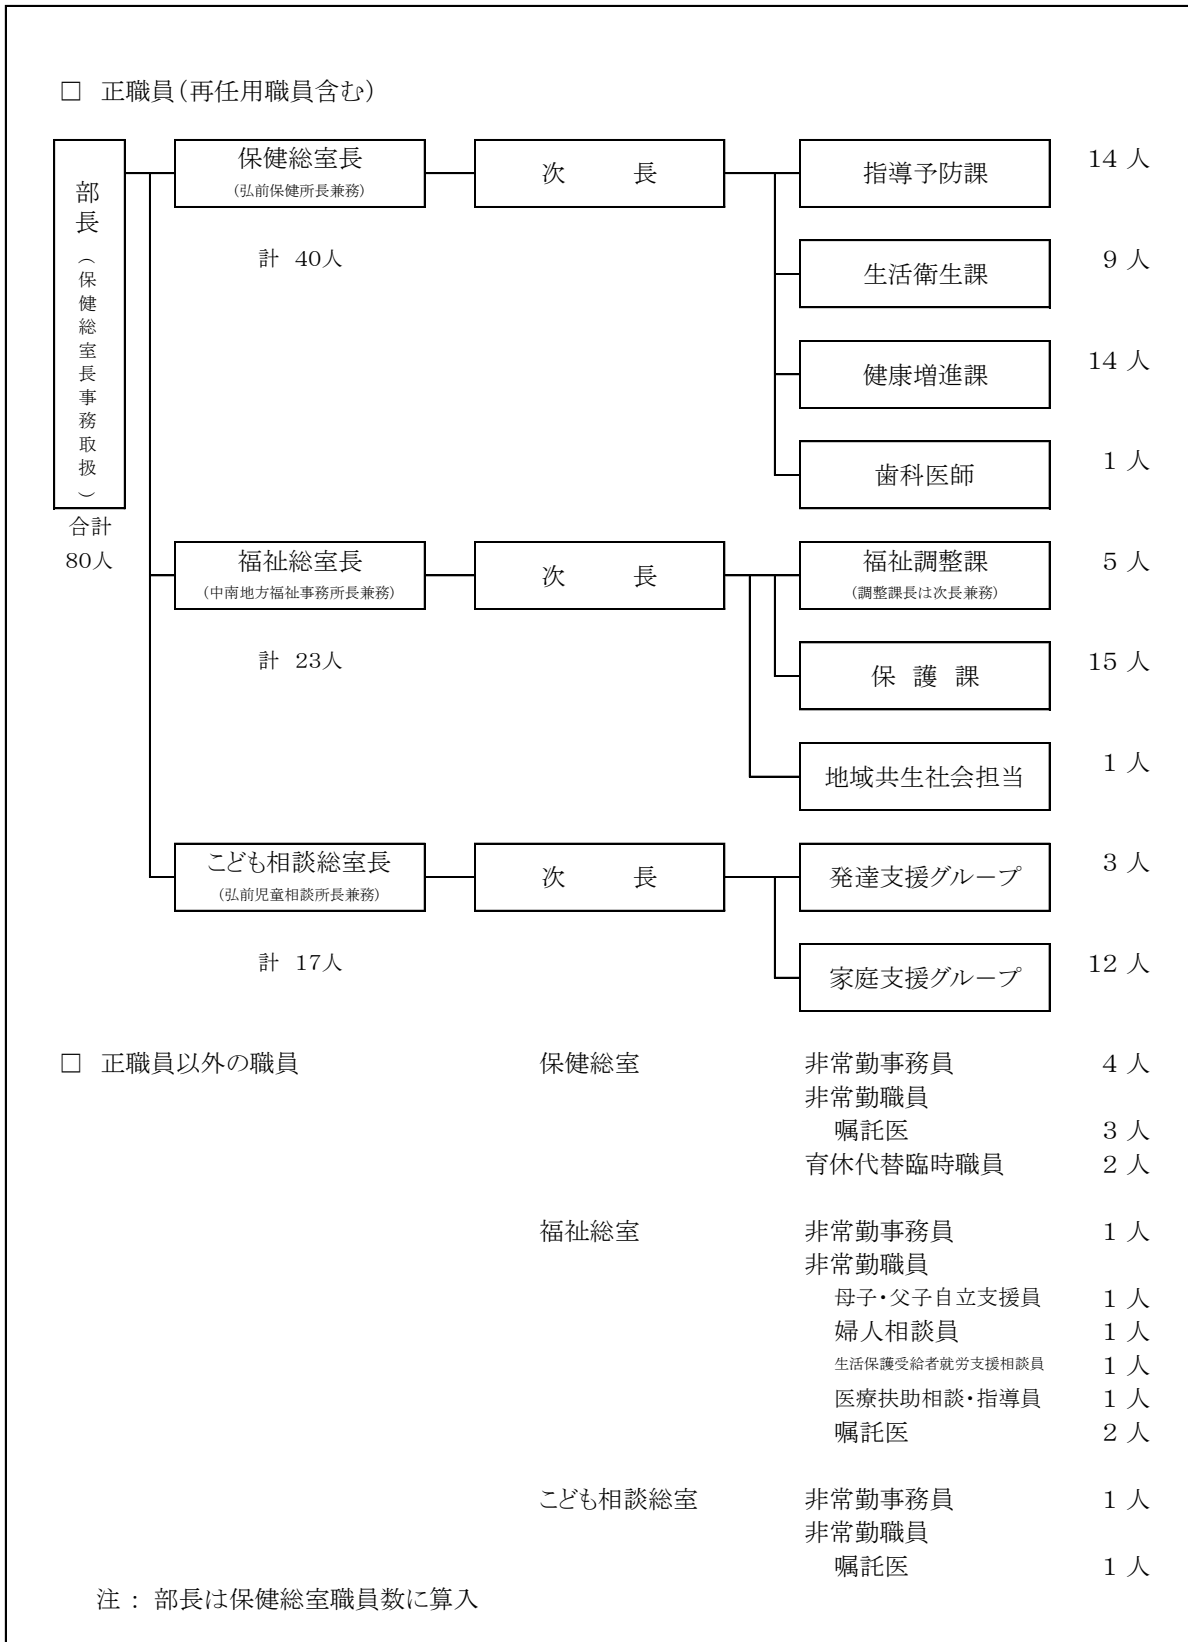 □ 正職員(再任用職員含む)
部長(保健総室長事務取扱)
合計
80人
保健総室長
(弘前保健所長兼務)
計 40人
次 長
指導予防課 14 人
生活衛生課 9 人
健康増進課 14 人
歯科医師 1 人
福祉総室長
(中南地方福祉事務所長兼務)
計 23人
次 長
福祉調整課 5 人
(調整課長は次長兼務)
保 護 課 15 人
地域共生社会担当 1 人
こども相談総室長
(弘前児童相談所長兼務)
計 17人
次 長
発達支援グループ 3 人
家庭支援グループ 12 人
□ 正職員以外の職員 保健総室 非常勤事務員 4 人
非常勤職員
嘱託医 3 人
育休代替臨時職員 2 人
福祉総室 非常勤事務員 1 人
非常勤職員
母子・父子自立支援員 1 人
婦人相談員 1 人
生活保護受給者就労支援相談員 1 人
医療扶助相談・指導員 1 人
嘱託医 2 人
こども相談総室 非常勤事務員 1 人
非常勤職員
嘱託医 1 人
注 : 部長は保健総室職員数に算入